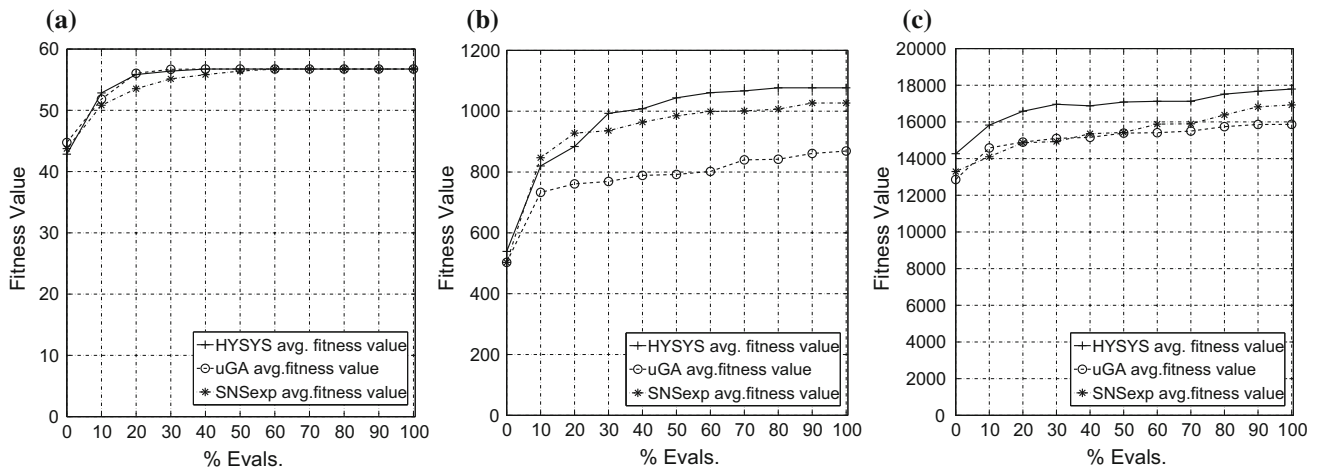 (a)
60
50
40
30
20
10
0
Fitness Value
HYSYS avg. fitness value
uGA avg.fitness value
SNSexp avg.fitness value
0 10 20 30 40 50 60 70 80 90 100
% Evals.
(b)
1200
1000
800
600
400
200
0
Fitness Value
HYSYS avg. fitness value
uGA avg.fitness value
SNSexp avg.fitness value
0 10 20 30 40 50 60 70 80 90 100
% Evals.
(c)
20000
18000
16000
14000
12000
10000
8000
6000
4000
2000
0
Fitness Value
HYSYS avg. fitness value
uGA avg.fitness value
SNSexp avg.fitness value
0 10 20 30 40 50 60 70 80 90 100
% Evals.